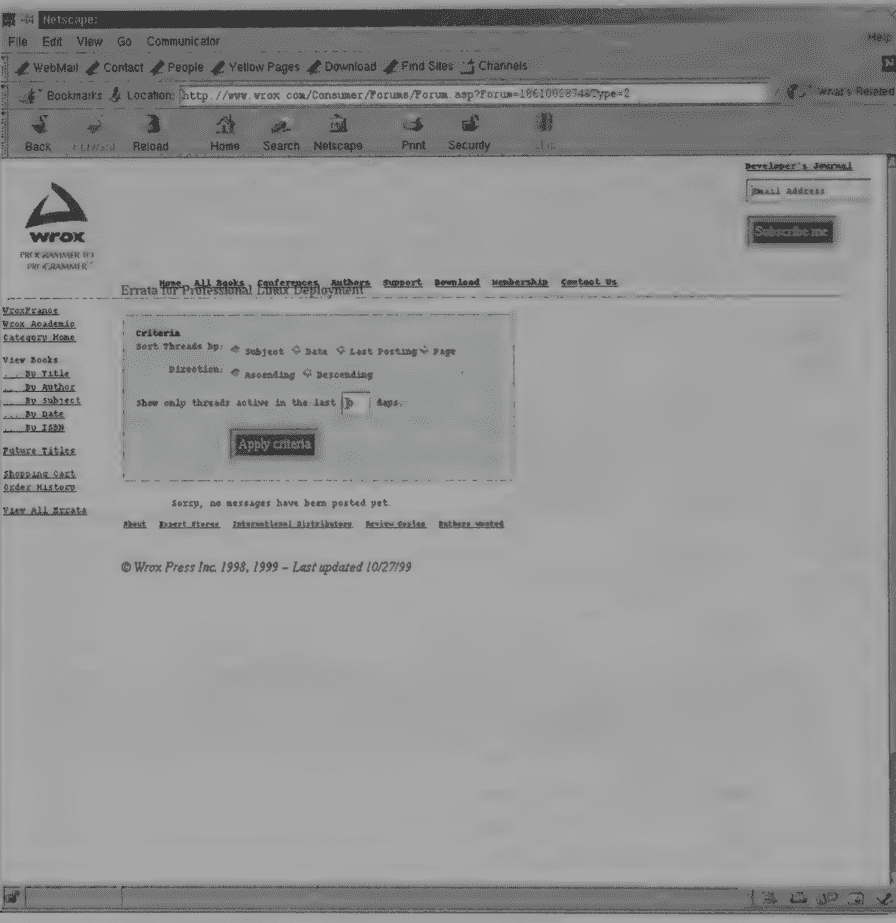 Netscape:
File Edit View Go Communicator Help
WebMail Contact People Yellow Pages Download Find Sites Channels
Bookmarks Location: http://www.wrox.com/Consumer/Forums/Forum.asp?Forum=1861002874&Type=2 What's Related
Back Forward Reload Home Search Netscape Print Security
Developer's Journal
Email Address
Subscribe me
wrox
PROGRAMMER TO
PROGRAMMER™
Home All Books Conferences Authors Support Download Membership Contact Us
Errata for Professional Linux Deployment
WroxFrance
Wrox Academic
Category Home
View Books
... By Title
... By Author
... By Subject
... By Date
... By ISBN
Future Titles
Shopping Cart
Order History
View All Errata
Criteria
Sort Threads by: Subject Date Last Posting Page
Direction: Ascending Descending
Show only threads active in the last 0 days.
Apply criteria
Sorry, no messages have been posted yet.
About Expert Stores International Distributors Review Copies Authors wanted
© Wrox Press Inc. 1998, 1999 – Last updated 10/27/99